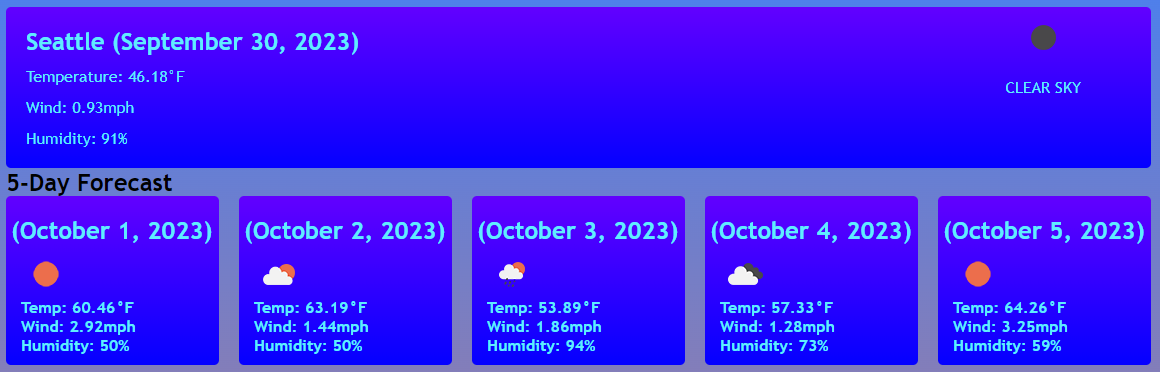 Seattle (September 30, 2023)
Temperature: 46.18°F
Wind: 0.93mph
Humidity: 91%
CLEAR SKY
5-Day Forecast
(October 1, 2023)
Temp: 60.46°F
Wind: 2.92mph
Humidity: 50%
(October 2, 2023)
Temp: 63.19°F
Wind: 1.44mph
Humidity: 50%
(October 3, 2023)
Temp: 53.89°F
Wind: 1.86mph
Humidity: 94%
(October 4, 2023)
Temp: 57.33°F
Wind: 1.28mph
Humidity: 73%
(October 5, 2023)
Temp: 64.26°F
Wind: 3.25mph
Humidity: 59%